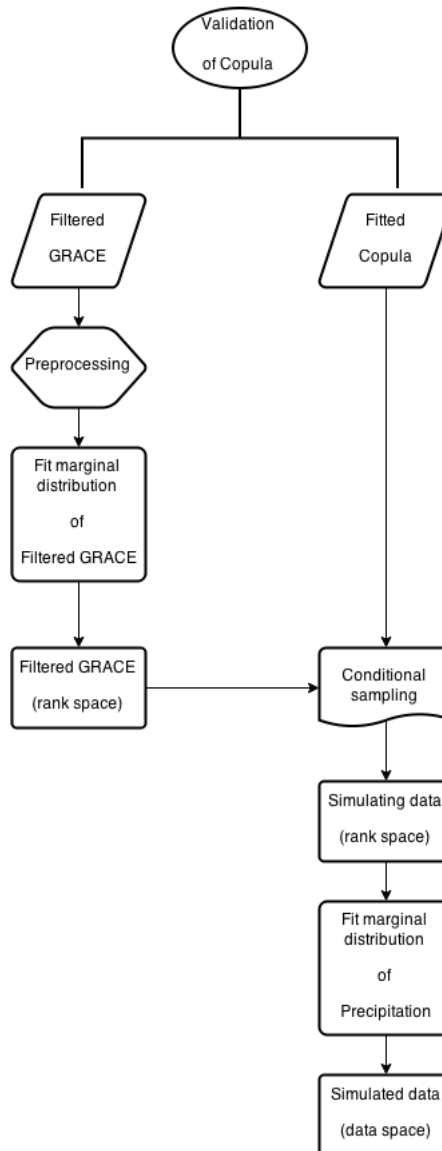 Validation
of Copula
Filtered
GRACE
Fitted
Copula
Preprocessing
Fit marginal
distribution
of
Filtered GRACE
Filtered GRACE
(rank space)
Conditional
sampling
Simulating data
(rank space)
Fit marginal
distribution
of
Precipitation
Simulated data
(data space)